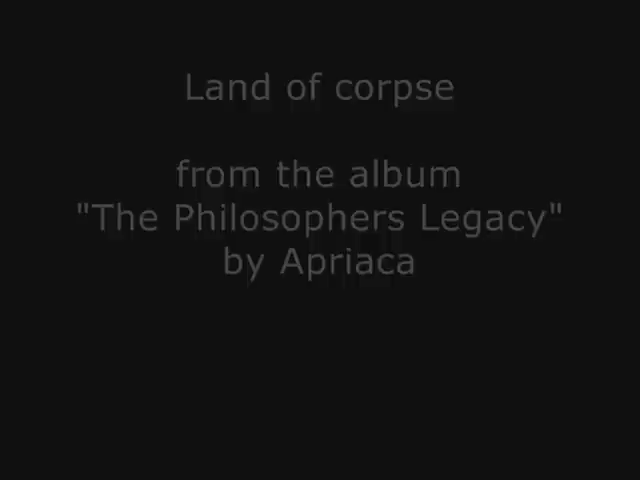 Land of corpse
from the album
"The Philosophers Legacy"
by Apriaca